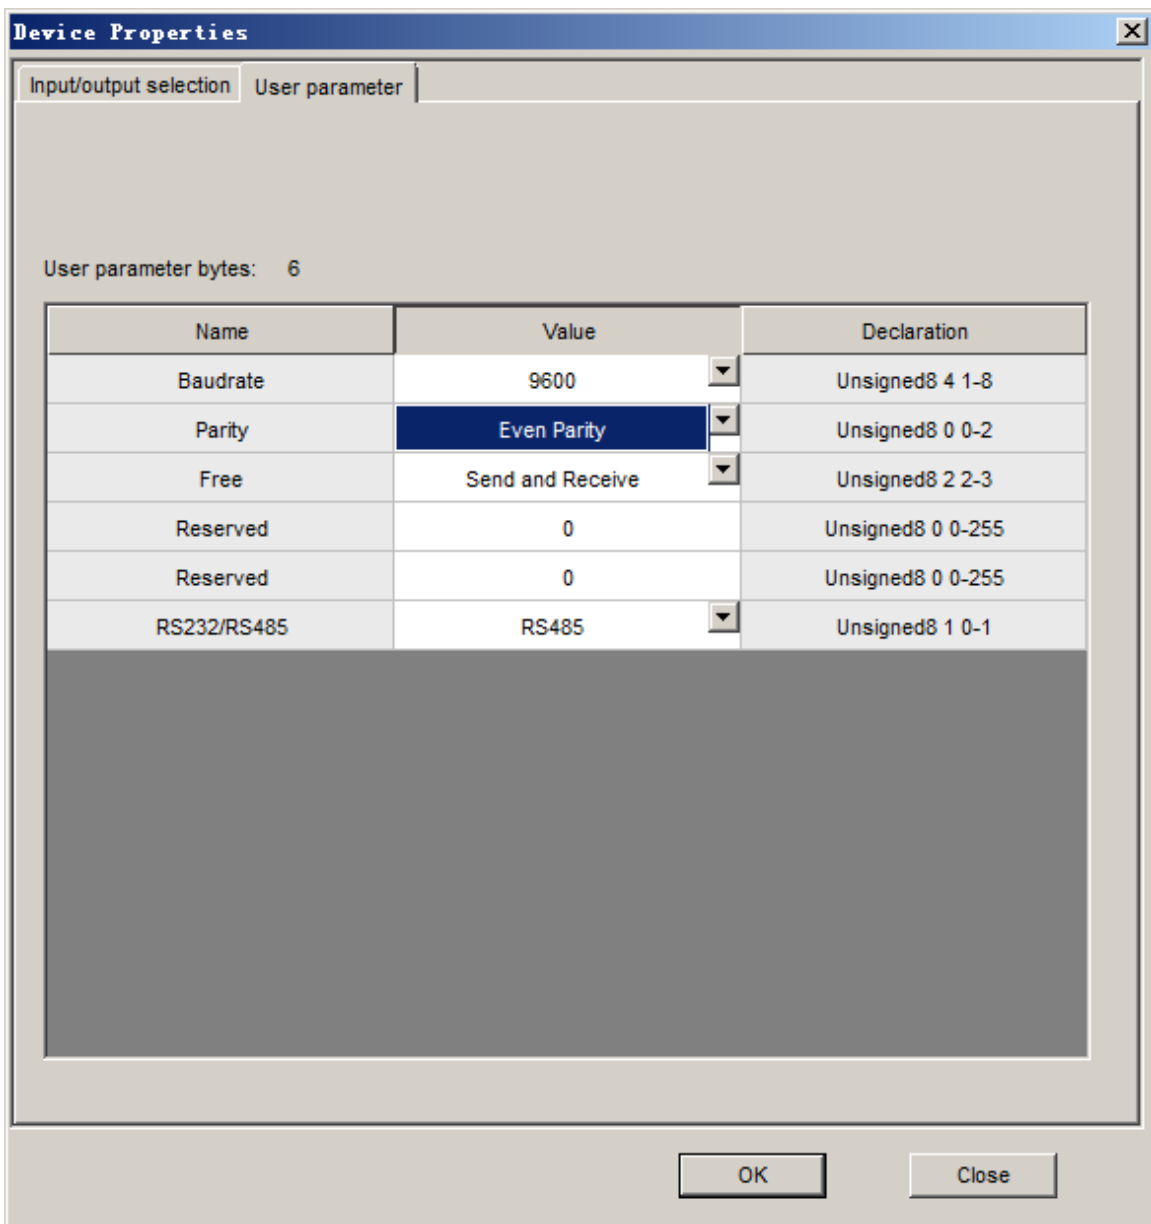 Device Properties
Input/output selection User parameter
User parameter bytes: 6
Name Value Declaration
Baudrate 9600 Unsigned8 4 1-8
Parity Even Parity Unsigned8 0 0-2
Free Send and Receive Unsigned8 2 2-3
Reserved 0 Unsigned8 0 0-255
Reserved 0 Unsigned8 0 0-255
RS232/RS485 RS485 Unsigned8 1 0-1
OK Close